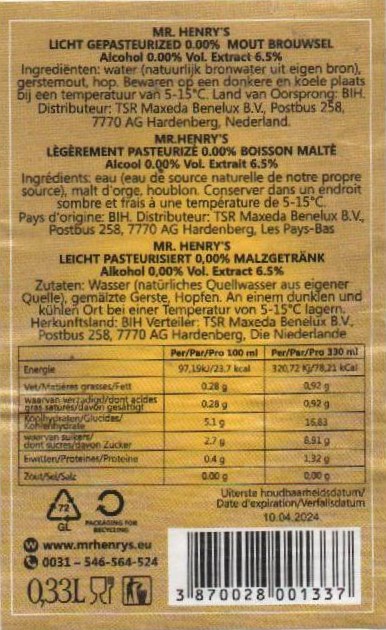 MR. HENRY'S
LICHT GEPASTEURIZED 0.00% MOUT BROUWSEL
Alcohol 0.00% Vol. Extract 6.5%
Ingrediënten: water (natuurlijk bronwater uit eigen bron),
gerstemout, hop. Bewaren op een donkere en koele plaats
bij een temperatuur van 5-15°C. Land van Oorsprong: BIH.
Distributeur: TSR Maxeda Benelux B.V., Postbus 258,
7770 AG Hardenberg, Nederland.
MR.HENRY'S
LÈGÈREMENT PASTEURIZÈ 0.00% BOISSON MALTÈ
Alcool 0.00% Vol. Extrait 6.5%
Ingrédients: eau (eau de source naturelle de notre propre
source), malt d'orge, houblon. Conserver dans un endroit
sombre et frais à une température de 5-15°C.
Pays d'origine: BIH. Distributeur: TSR Maxeda Benelux B.V.,
Postbus 258, 7770 AG Hardenberg, Les Pays-Bas
MR. HENRY'S
LEICHT PASTEURISIERT 0,00% MALZGETRÄNK
Alkohol 0,00% Vol. Extract 6.5%
Zutaten: Wasser (natürliches Quellwasser aus eigener
Quelle), gemälzte Gerste, Hopfen. An einem dunklen und
kühlen Ort bei einer Temperatur von 5-15°C lagern.
Herkunftsland: BIH Verteiler: TSR Maxeda Benelux B.V.,
Postbus 258, 7770 AG Hardenberg, Die Niederlande
Per/Par/Pro 100 ml Per/Par/Pro 330 ml
Energie 97,19kJ/23,7 kcal 320,72 Kj/78,21 kCal
Vet/Matières grasses/Fett 0.28 g 0,92 g
waarvan verzadigd/dont acides
gras saturés/davon gesättigt 0.28 g 0,92 g
Koolhydraten/Glucides/
Kohlenhydrate 5.1 g 16,83
waarvan suikers/
dont sucres/davon Zucker 2.7 g 8,91 g
Eiwitten/Proteines/Proteine 0.4 g 1.32 g
Zout/Sel/Salz 0.00 g 0,00 g
Uiterste houdbaarheidsdatum/
Date d'expiration/Verfallsdatum
10.04.2024
72
GL
PACKAGING FOR
RECYCLING
www.mrhenrys.eu
0031 - 546-564-524
0,33L
3 870028 001337